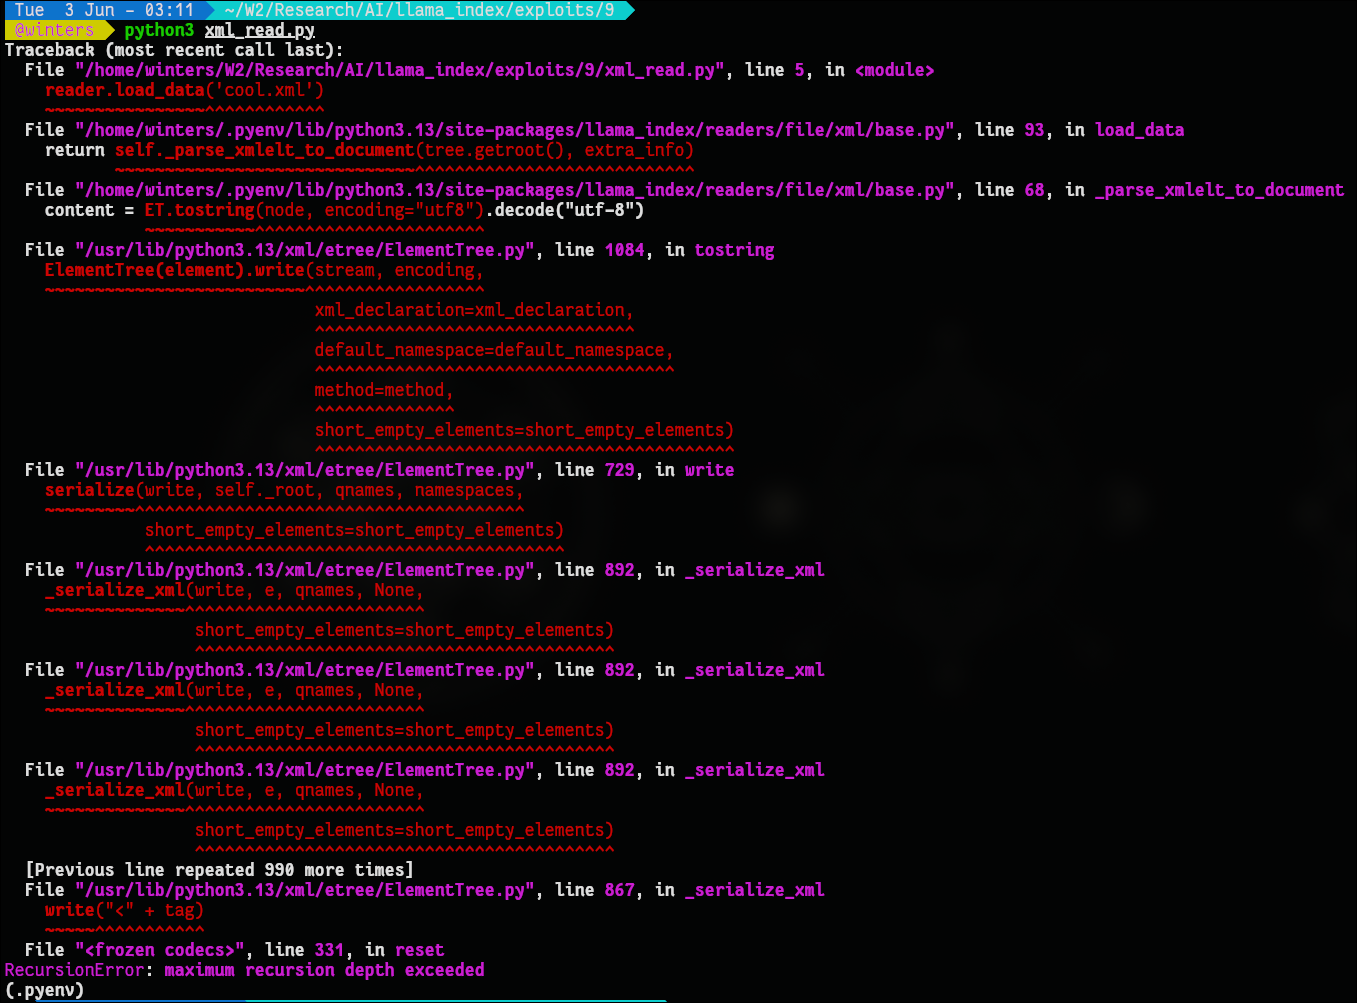 Tue  3 Jun - 03:11  ~/W2/Research/AI/llama_index/exploits/9
@winters  python3 xml_read.py
Traceback (most recent call last):
  File "/home/winters/W2/Research/AI/llama_index/exploits/9/xml_read.py", line 5, in <module>
    reader.load_data('cool.xml')
    ~~~~~~~~~~~~~~~~^^^^^^^^^^^^
  File "/home/winters/.pyenv/lib/python3.13/site-packages/llama_index/readers/file/xml/base.py", line 93, in load_data
    return self._parse_xmlelt_to_document(tree.getroot(), extra_info)
           ~~~~~~~~~~~~~~~~~~~~~~~~~~~~~~^^^^^^^^^^^^^^^^^^^^^^^^^^^^
  File "/home/winters/.pyenv/lib/python3.13/site-packages/llama_index/readers/file/xml/base.py", line 68, in _parse_xmlelt_to_document
    content = ET.tostring(node, encoding="utf8").decode("utf-8")
              ~~~~~~~~~~~^^^^^^^^^^^^^^^^^^^^^^^
  File "/usr/lib/python3.13/xml/etree/ElementTree.py", line 1084, in tostring
    ElementTree(element).write(stream, encoding,
    ~~~~~~~~~~~~~~~~~~~~~~~~~~^^^^^^^^^^^^^^^^^^
                               xml_declaration=xml_declaration,
                               ^^^^^^^^^^^^^^^^^^^^^^^^^^^^^^^^
                               default_namespace=default_namespace,
                               ^^^^^^^^^^^^^^^^^^^^^^^^^^^^^^^^^^^^
                               method=method,
                               ^^^^^^^^^^^^^^
                               short_empty_elements=short_empty_elements)
                               ^^^^^^^^^^^^^^^^^^^^^^^^^^^^^^^^^^^^^^^^^^
  File "/usr/lib/python3.13/xml/etree/ElementTree.py", line 729, in write
    serialize(write, self._root, qnames, namespaces,
    ~~~~~~~~~^^^^^^^^^^^^^^^^^^^^^^^^^^^^^^^^^^^^^^^
              short_empty_elements=short_empty_elements)
              ^^^^^^^^^^^^^^^^^^^^^^^^^^^^^^^^^^^^^^^^^^
  File "/usr/lib/python3.13/xml/etree/ElementTree.py", line 892, in _serialize_xml
    _serialize_xml(write, e, qnames, None,
    ~~~~~~~~~~~~~~^^^^^^^^^^^^^^^^^^^^^^^^
                   short_empty_elements=short_empty_elements)
                   ^^^^^^^^^^^^^^^^^^^^^^^^^^^^^^^^^^^^^^^^^^
  File "/usr/lib/python3.13/xml/etree/ElementTree.py", line 892, in _serialize_xml
    _serialize_xml(write, e, qnames, None,
    ~~~~~~~~~~~~~~^^^^^^^^^^^^^^^^^^^^^^^^
                   short_empty_elements=short_empty_elements)
                   ^^^^^^^^^^^^^^^^^^^^^^^^^^^^^^^^^^^^^^^^^^
  File "/usr/lib/python3.13/xml/etree/ElementTree.py", line 892, in _serialize_xml
    _serialize_xml(write, e, qnames, None,
    ~~~~~~~~~~~~~~^^^^^^^^^^^^^^^^^^^^^^^^
                   short_empty_elements=short_empty_elements)
                   ^^^^^^^^^^^^^^^^^^^^^^^^^^^^^^^^^^^^^^^^^^
  [Previous line repeated 990 more times]
  File "/usr/lib/python3.13/xml/etree/ElementTree.py", line 867, in _serialize_xml
    write("<" + tag)
    ~~~~~^^^^^^^^^^^
  File "<frozen codecs>", line 331, in reset
RecursionError: maximum recursion depth exceeded
(.pyenv)